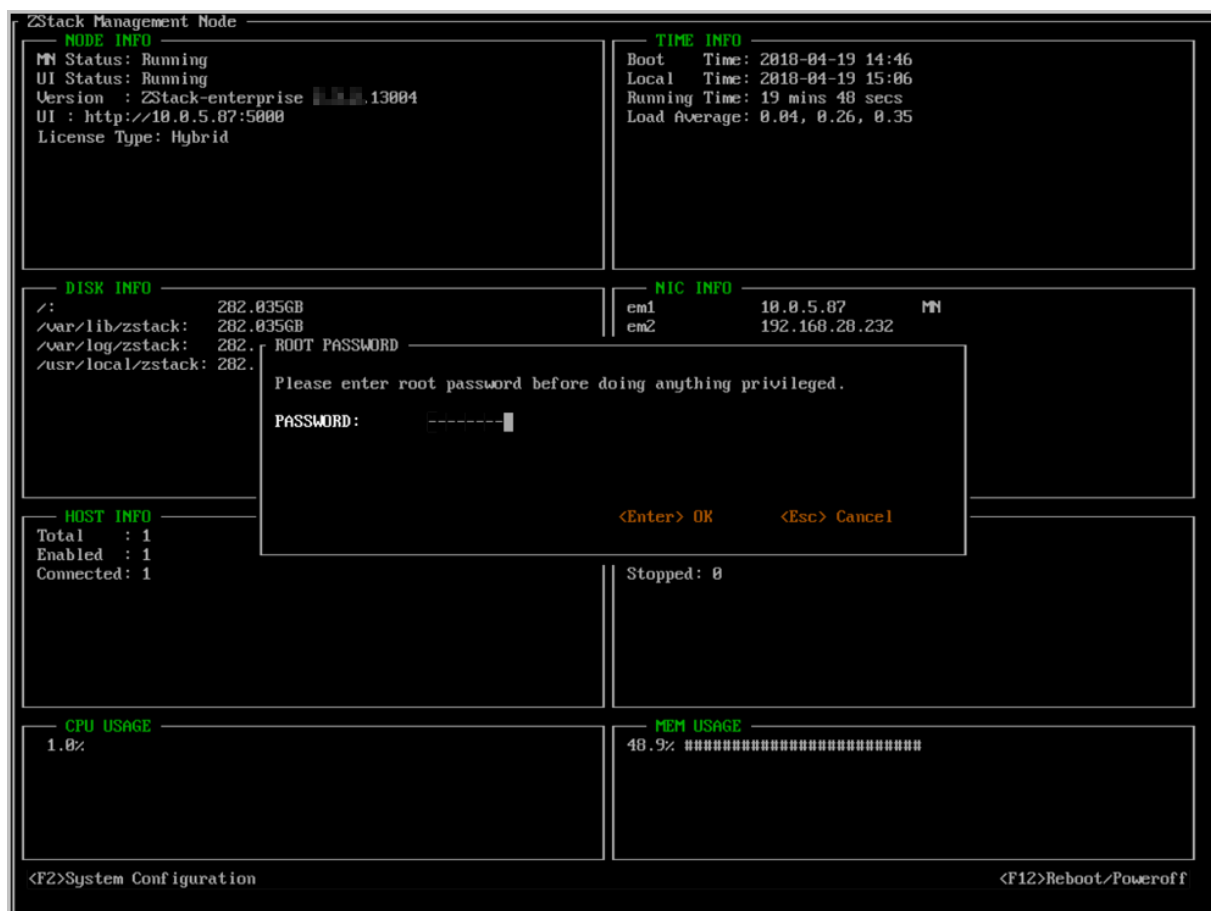 ZStack Management Node
NODE INFO
MN Status: Running
UI Status: Running
Version : ZStack-enterprise .13004
UI : http://10.0.5.87:5000
License Type: Hybrid
TIME INFO
Boot Time: 2018-04-19 14:46
Local Time: 2018-04-19 15:06
Running Time: 19 mins 48 secs
Load Average: 0.04, 0.26, 0.35
DISK INFO
/: 282.035GB
/var/lib/zstack: 282.035GB
/var/log/zstack: 282.
/usr/local/zstack: 282.
NIC INFO
em1 10.0.5.87 MN
em2 192.168.28.232
ROOT PASSWORD
Please enter root password before doing anything privileged.
PASSWORD: --------
<Enter> OK <Esc> Cancel
HOST INFO
Total : 1
Enabled : 1
Connected: 1
Stopped: 0
CPU USAGE
1.0%
MEM USAGE
48.9% #########################
<F2>System Configuration <F12>Reboot/Poweroff